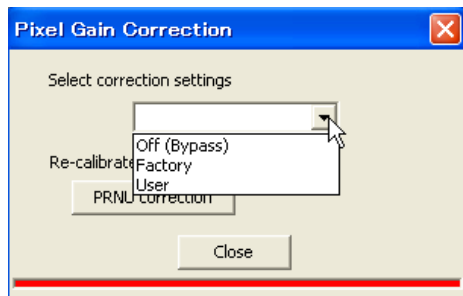 Pixel Gain Correction
Select correction settings
Off (Bypass)
Re-calibrate
Factory
User
PRNU correction
Close